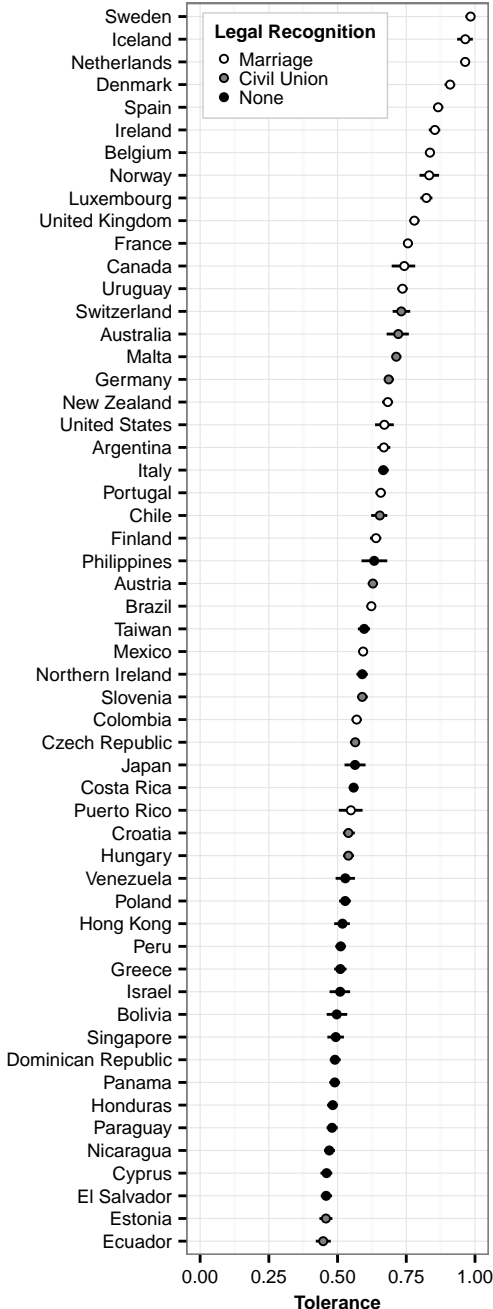 Legal Recognition
Marriage
Civil Union
None
Sweden
Iceland
Netherlands
Denmark
Spain
Ireland
Belgium
Norway
Luxembourg
United Kingdom
France
Canada
Uruguay
Switzerland
Australia
Malta
Germany
New Zealand
United States
Argentina
Italy
Portugal
Chile
Finland
Philippines
Austria
Brazil
Taiwan
Mexico
Northern Ireland
Slovenia
Colombia
Czech Republic
Japan
Costa Rica
Puerto Rico
Croatia
Hungary
Venezuela
Poland
Hong Kong
Peru
Greece
Israel
Bolivia
Singapore
Dominican Republic
Panama
Honduras
Paraguay
Nicaragua
Cyprus
El Salvador
Estonia
Ecuador
0.00 0.25 0.50 0.75 1.00
Tolerance